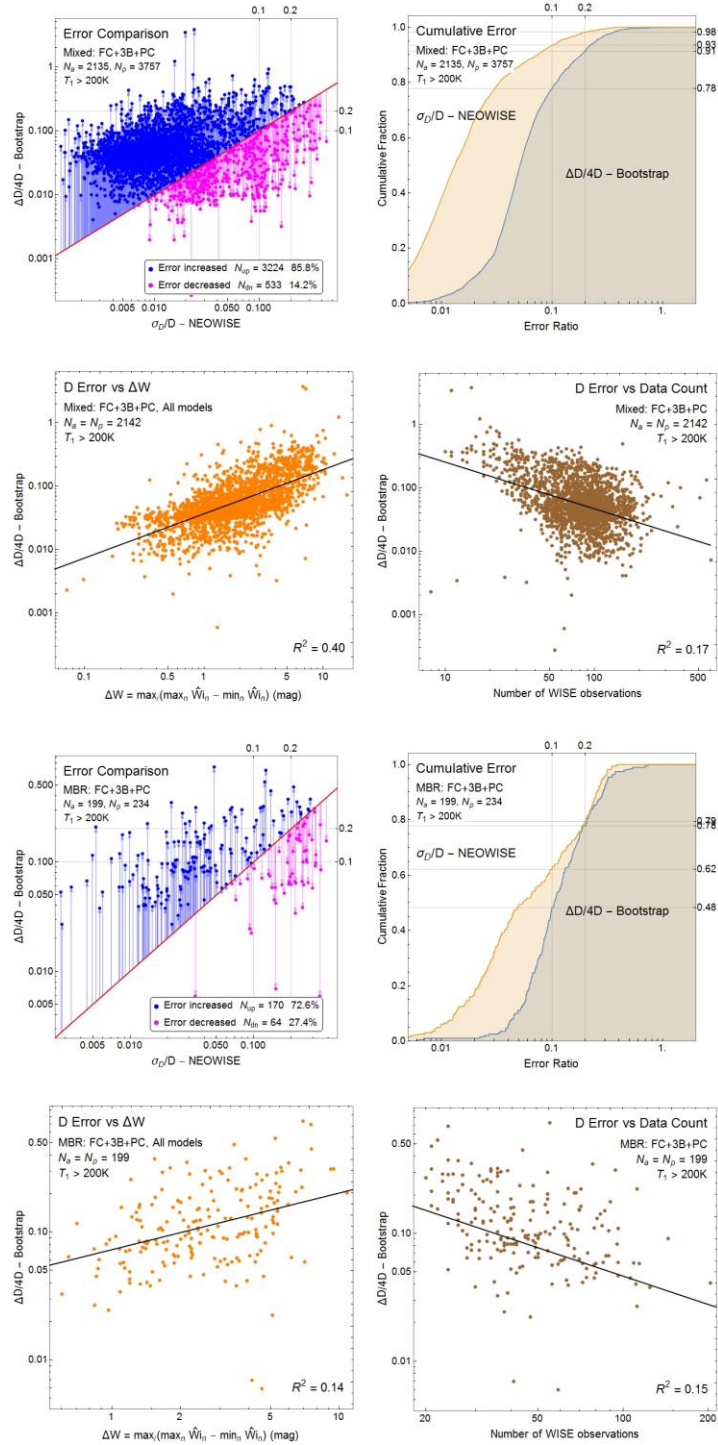 0.1 0.2
Error Comparison
Mixed: FC+3B+PC
Na = 2135, Np = 3757
T1 > 200K
1
0.100
0.010
0.001
0.2
0.1
ΔD/4D – Bootstrap
Error increased Nup = 3224 85.8%
Error decreased Ndn = 533 14.2%
0.005 0.010 0.050 0.100
σD/D – NEOWISE
0.1 0.2
Cumulative Error
Mixed: FC+3B+PC
Na = 2135, Np = 3757
T1 > 200K
σD/D – NEOWISE
ΔD/4D – Bootstrap
1.0
0.8
0.6
0.4
0.2
0.0
Cumulative Fraction
0.98
0.93
0.91
0.78
0.01 0.1 1.
Error Ratio
D Error vs ΔW
Mixed: FC+3B+PC, All models
Na = Np = 2142
T1 > 200K
1
0.100
0.010
0.001
ΔD/4D – Bootstrap
R² = 0.40
0.1 0.5 1 5 10
ΔW = maxi(maxn Ŵin – minn Ŵin) (mag)
D Error vs Data Count
Mixed: FC+3B+PC
Na = Np = 2142
T1 > 200K
1
0.100
0.010
0.001
ΔD/4D – Bootstrap
R² = 0.17
10 50 100 500
Number of WISE observations
0.1 0.2
Error Comparison
MBR: FC+3B+PC
Na = 199, Np = 234
T1 > 200K
0.500
0.100
0.050
0.010
0.005
0.2
0.1
ΔD/4D – Bootstrap
Error increased Nup = 170 72.6%
Error decreased Ndn = 64 27.4%
0.005 0.010 0.050 0.100
σD/D – NEOWISE
0.1 0.2
Cumulative Error
MBR: FC+3B+PC
Na = 199, Np = 234
T1 > 200K
σD/D – NEOWISE
ΔD/4D – Bootstrap
1.0
0.8
0.6
0.4
0.2
0.0
Cumulative Fraction
0.79
0.78
0.62
0.48
0.01 0.1 1.
Error Ratio
D Error vs ΔW
MBR: FC+3B+PC, All models
Na = Np = 199
T1 > 200K
0.50
0.10
0.05
0.01
ΔD/4D – Bootstrap
R² = 0.14
1 2 5 10
ΔW = maxi(maxn Ŵin – minn Ŵin) (mag)
D Error vs Data Count
MBR: FC+3B+PC
Na = Np = 199
T1 > 200K
0.50
0.10
0.05
0.01
ΔD/4D – Bootstrap
R² = 0.15
20 50 100 200
Number of WISE observations